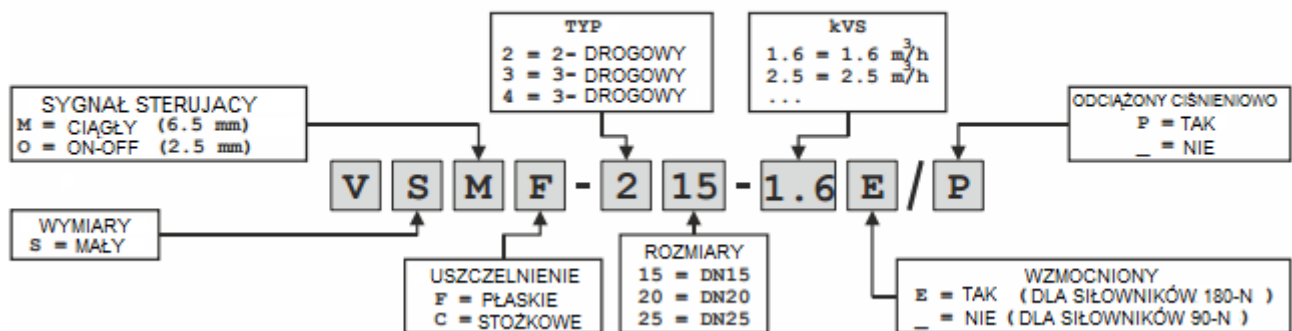 TYP
2 = 2- DROGOWY
3 = 3- DROGOWY
4 = 3- DROGOWY
kVS
1.6 = 1.6 m³/h
2.5 = 2.5 m³/h
...
SYGNAŁ STERUJACY
M = CIĄGŁY (6.5 mm)
O = ON-OFF (2.5 mm)
ODCIĄŻONY CIŚNIENIOWO
P = TAK
_ = NIE
V S M F - 2 15 - 1.6 E / P
WYMIARY
S = MAŁY
USZCZELNIENIE
F = PŁASKIE
C = STOŻKOWE
ROZMIARY
15 = DN15
20 = DN20
25 = DN25
WZMOCNIONY
E = TAK (DLA SIŁOWNIKÓW 180-N )
_ = NIE (DLA SIŁOWNIKÓW 90-N )